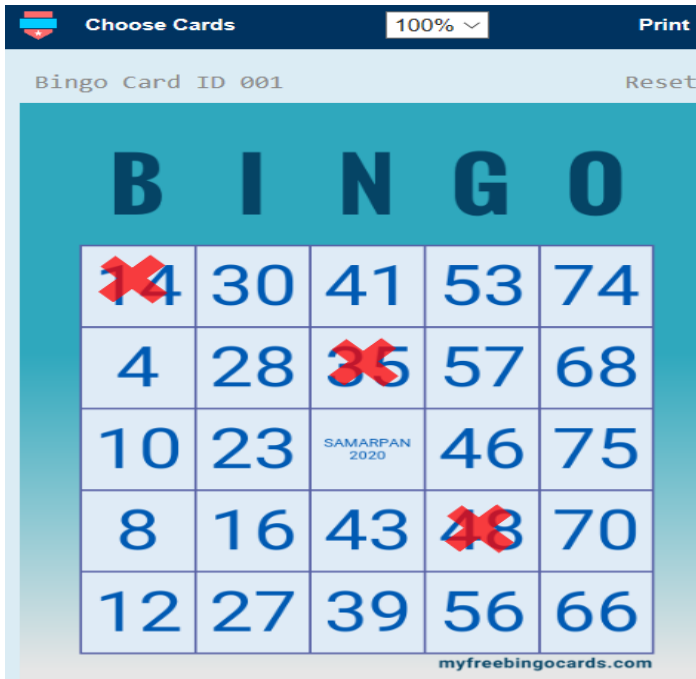 Choose Cards 100% Print
Bingo Card ID 001 Reset
B I N G O
14 30 41 53 74
4 28 35 57 68
10 23 SAMARPAN 2020 46 75
8 16 43 48 70
12 27 39 56 66
myfreebingocards.com